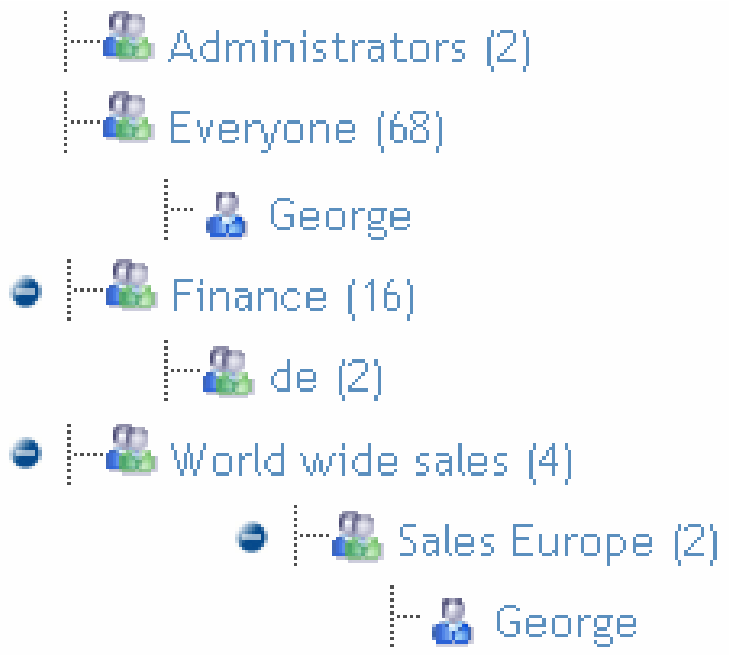 Administrators (2)
Everyone (68)
George
Finance (16)
de (2)
World wide sales (4)
Sales Europe (2)
George